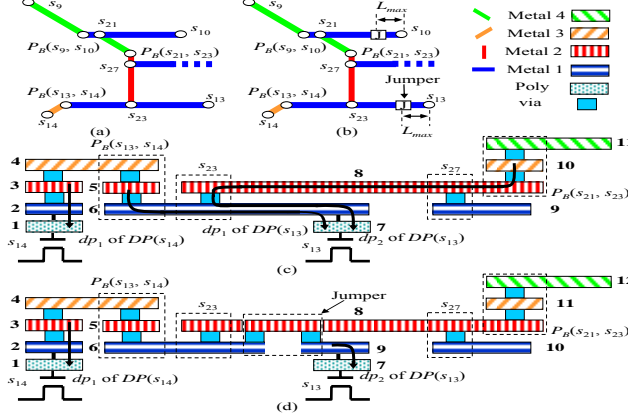 s9
s21
s10
PB(s9, s10)
PB(s21, s23)
s27
PB(s13, s14)
s13
s14
s23
(a)
s9
s21
Lmax
s10
PB(s9, s10)
PB(s21, s23)
s27
Jumper
PB(s13, s14)
s13
s14
s23
Lmax
(b)
Metal 4
Metal 3
Metal 2
Metal 1
Poly
via
PB(s13, s14)
4
s23
8
s27
11
10
3
5
PB(s21, s23)
2
6
9
1
dp1 of DP(s14)
dp1 of DP(s13)
7
dp2 of DP(s13)
s14
s13
(c)
PB(s13, s14)
Jumper
4
s23
8
s27
12
11
3
5
PB(s21, s23)
2
6
9
10
1
dp1 of DP(s14)
7
dp2 of DP(s13)
s14
s13
(d)